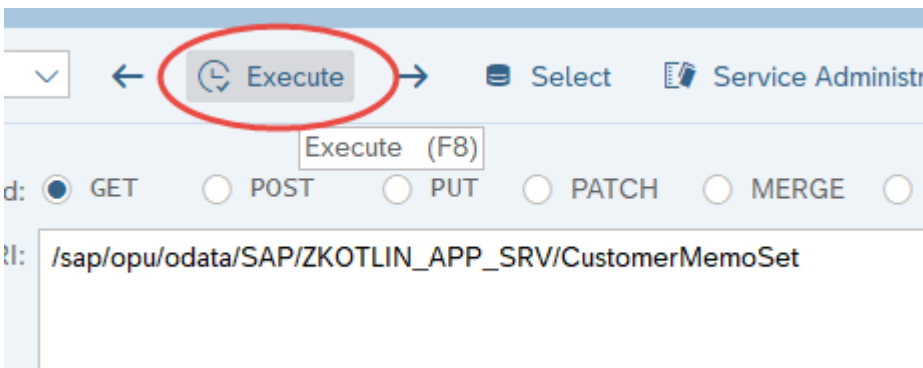 Execute Select Service Administr
Execute (F8)
d: GET POST PUT PATCH MERGE
RI: /sap/opu/odata/SAP/ZKOTLIN_APP_SRV/CustomerMemoSet